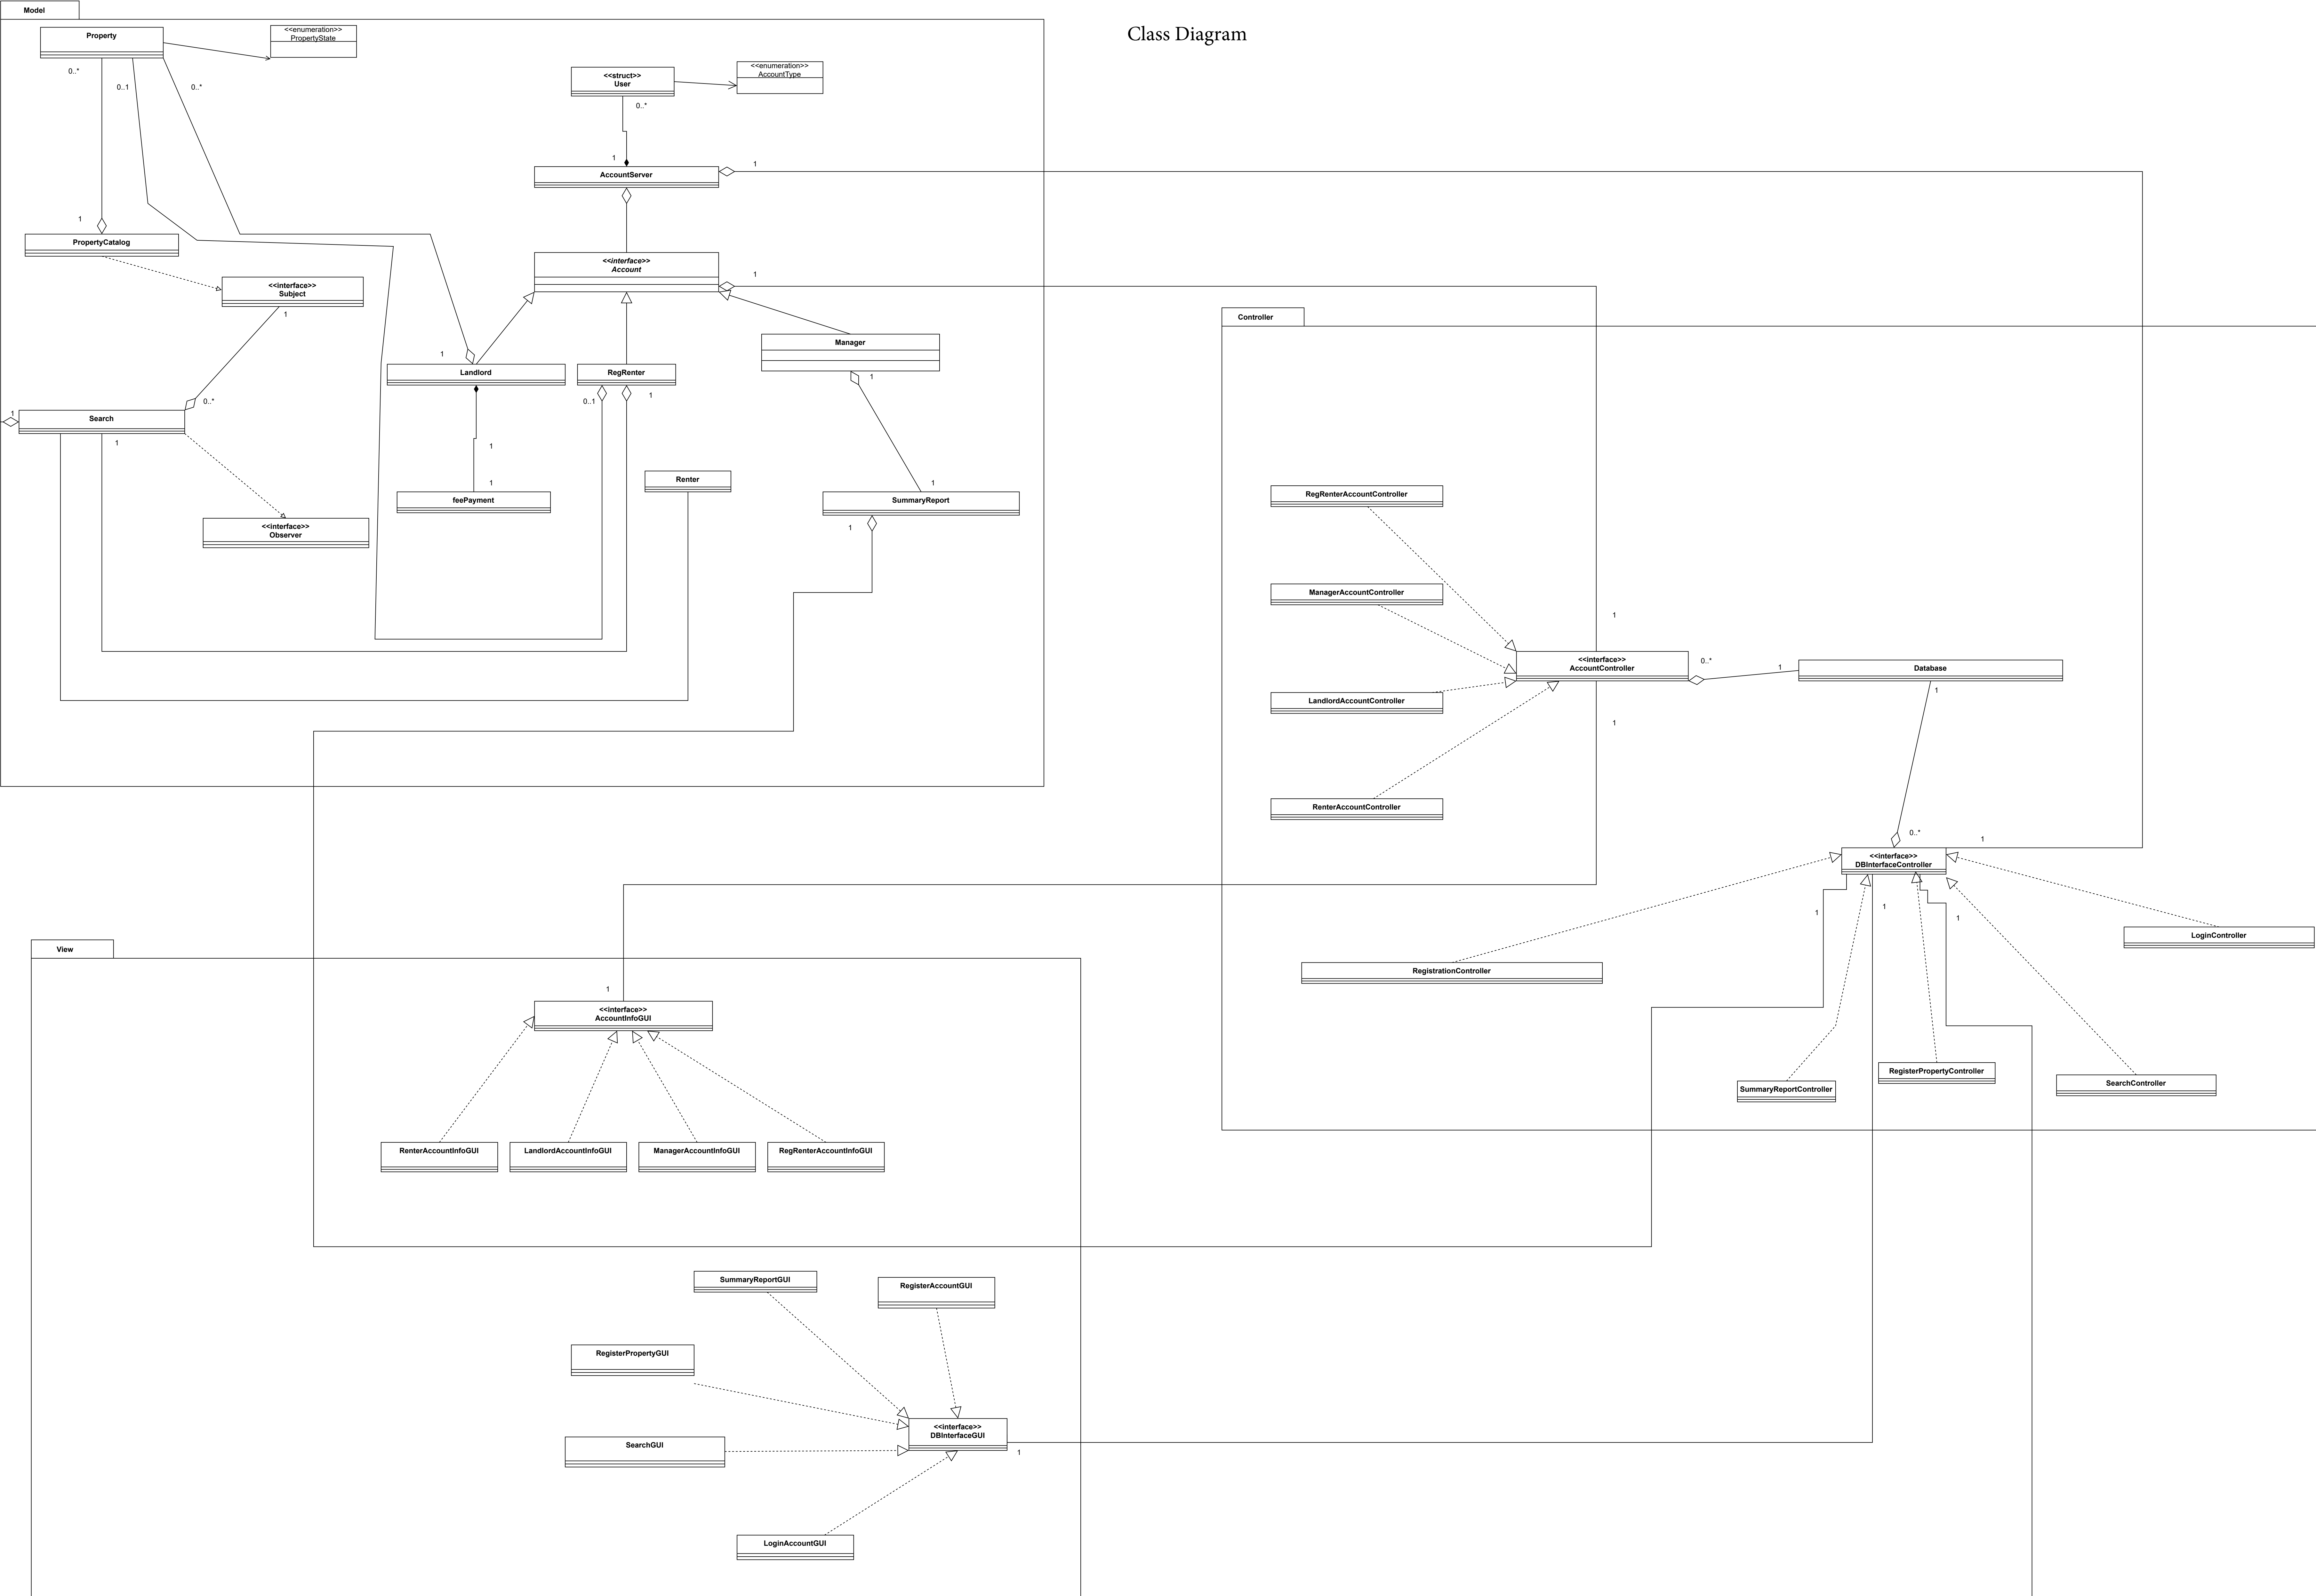 Model
Class Diagram
Property
<<enumeration>>
PropertyState
0..*
0..1
0..*
<<struct>>
User
<<enumeration>>
AccountType
0..*
1
1
AccountServer
1
PropertyCatalog
<<interface>>
Account
1
<<interface>>
Subject
1
Controller
Manager
1
Landlord
RegRenter
1
0..1
1
0..*
1
Search
1
1
Renter
1
1
feePayment
SummaryReport
1
<<interface>>
Observer
RegRenterAccountController
ManagerAccountController
1
<<interface>>
AccountController
0..*
1
Database
1
LandlordAccountController
1
RenterAccountController
0..*
1
<<interface>>
DBInterfaceController
1
1
1
LoginController
RegistrationController
View
1
<<interface>>
AccountInfoGUI
SummaryReportController
RegisterPropertyController
SearchController
RenterAccountInfoGUI
LandlordAccountInfoGUI
ManagerAccountInfoGUI
RegRenterAccountInfoGUI
SummaryReportGUI
RegisterAccountGUI
RegisterPropertyGUI
<<interface>>
DBInterfaceGUI
1
SearchGUI
LoginAccountGUI